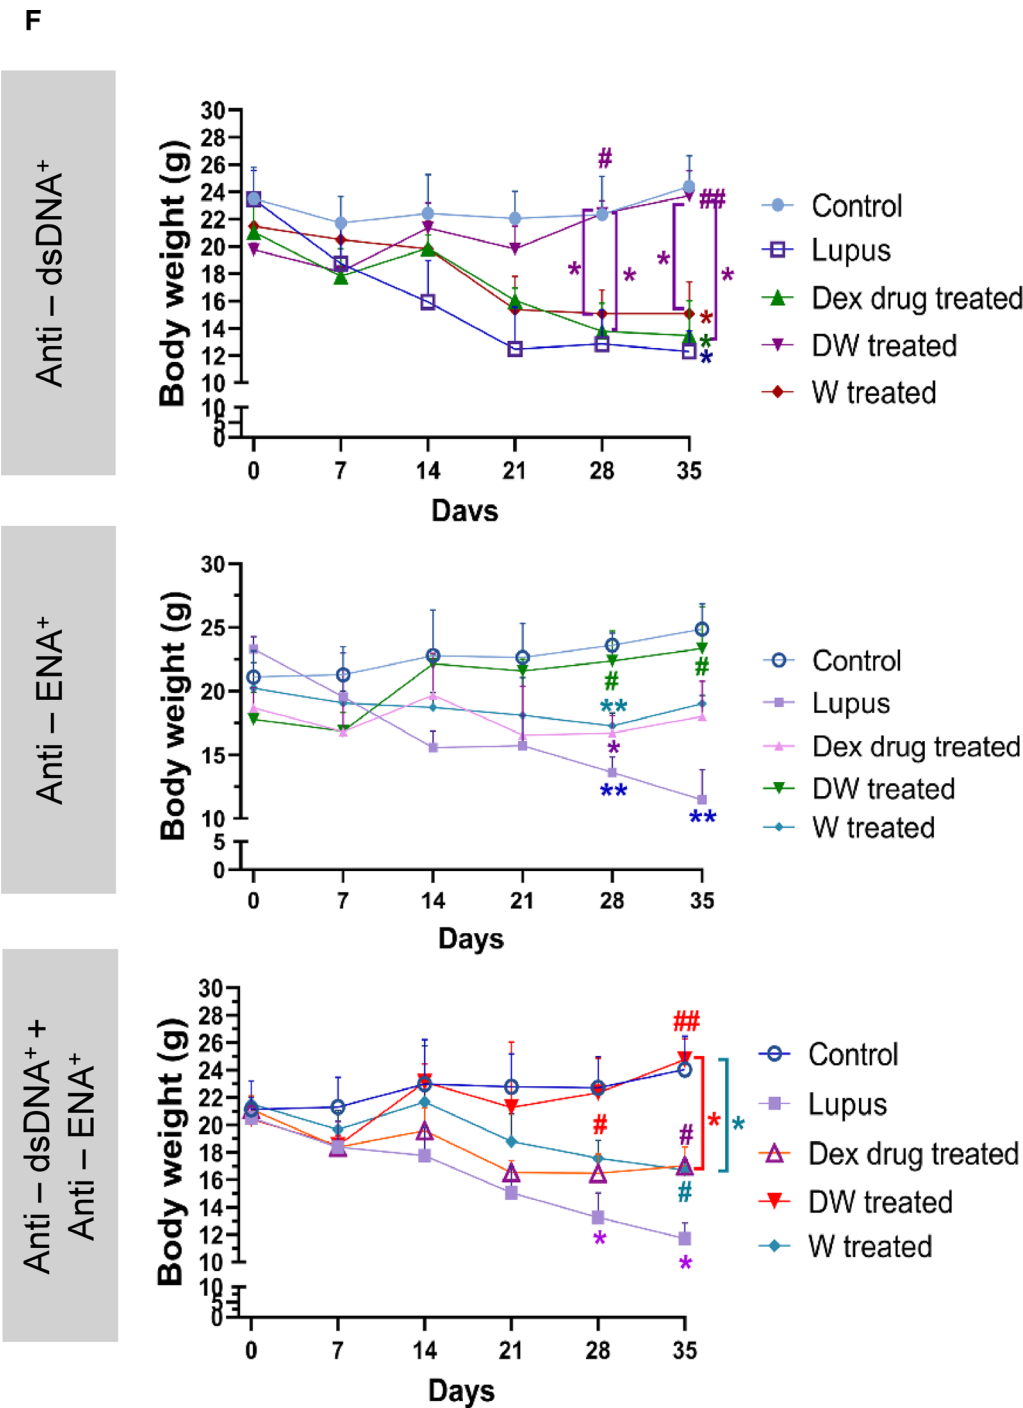 F
Anti – dsDNA+
Body weight (g)
30
28
26
24
22
20
18
16
14
12
10
10
5
0
0 7 14 21 28 35
Days
#
##
* * * *
*
*
*
Control
Lupus
Dex drug treated
DW treated
W treated
Anti – ENA+
Body weight (g)
30
25
20
15
10
5
0
0 7 14 21 28 35
Days
# #
**
*
** **
Control
Lupus
Dex drug treated
DW treated
W treated
Anti – dsDNA+ +
Anti – ENA+
Body weight (g)
30
28
26
24
22
20
18
16
14
12
10
10
5
0
0 7 14 21 28 35
Days
##
# * *
#
#
*
*
Control
Lupus
Dex drug treated
DW treated
W treated